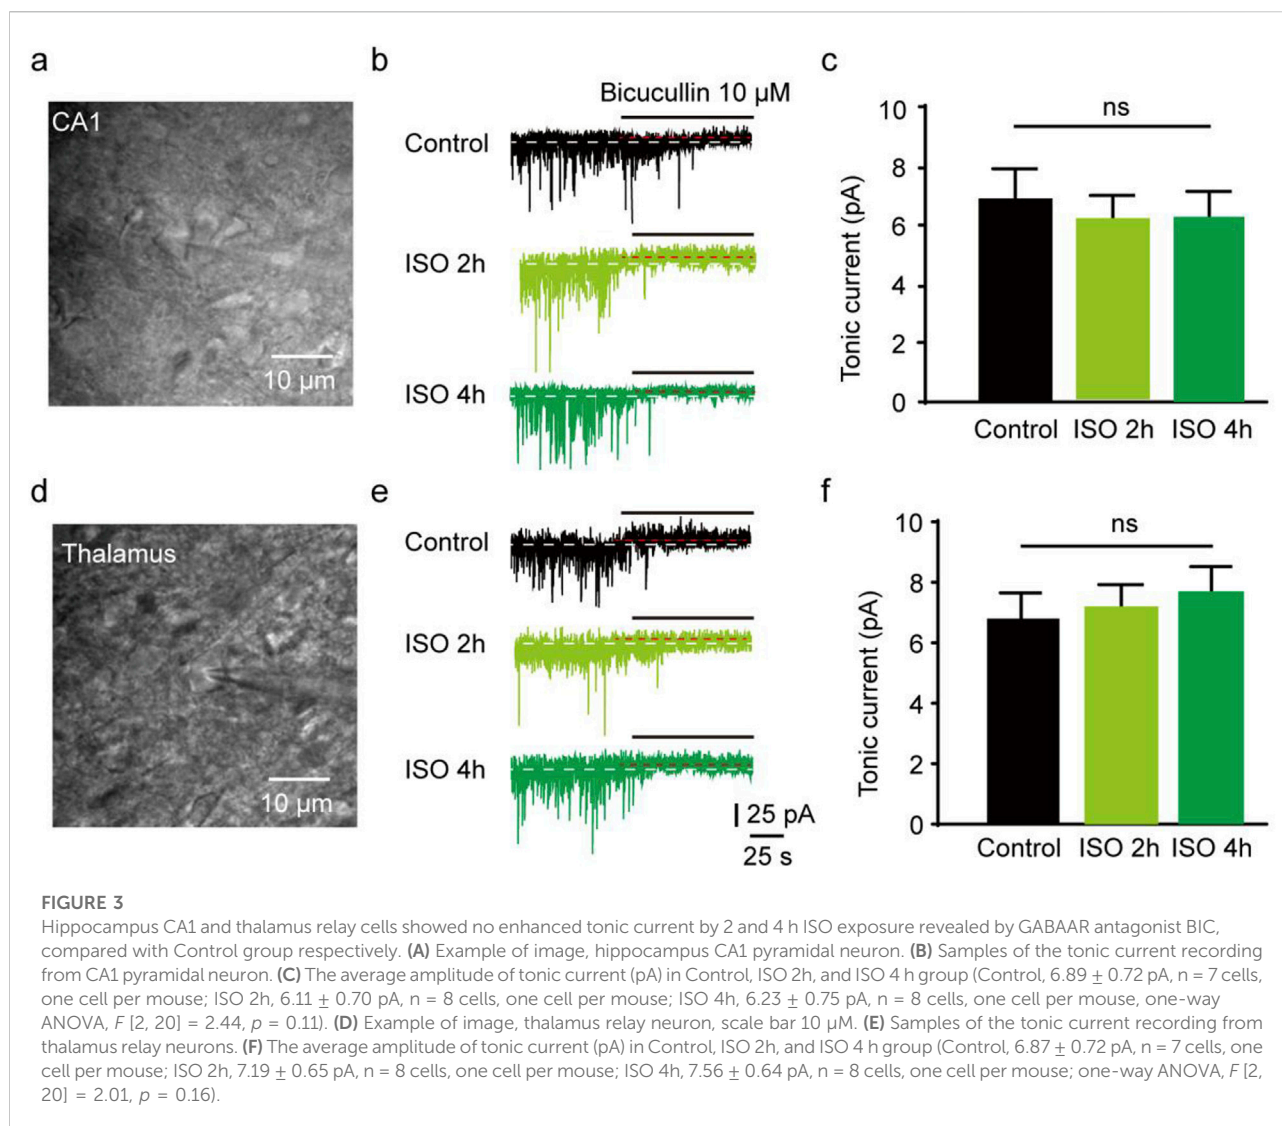 a
CA1
10 µm
b
Bicucullin 10 µM
Control
ISO 2h
ISO 4h
c
Tonic current (pA)
10
8
6
4
2
0
ns
Control ISO 2h ISO 4h
d
Thalamus
10 µm
e
Control
ISO 2h
ISO 4h
25 pA
25 s
f
Tonic current (pA)
10
8
6
4
2
0
ns
Control ISO 2h ISO 4h
FIGURE 3
Hippocampus CA1 and thalamus relay cells showed no enhanced tonic current by 2 and 4 h ISO exposure revealed by GABAAR antagonist BIC,
compared with Control group respectively. (A) Example of image, hippocampus CA1 pyramidal neuron. (B) Samples of the tonic current recording
from CA1 pyramidal neuron. (C) The average amplitude of tonic current (pA) in Control, ISO 2h, and ISO 4 h group (Control, 6.89 ± 0.72 pA, n = 7 cells,
one cell per mouse; ISO 2h, 6.11 ± 0.70 pA, n = 8 cells, one cell per mouse; ISO 4h, 6.23 ± 0.75 pA, n = 8 cells, one cell per mouse, one-way
ANOVA, F [2, 20] = 2.44, p = 0.11). (D) Example of image, thalamus relay neuron, scale bar 10 µM. (E) Samples of the tonic current recording from
thalamus relay neurons. (F) The average amplitude of tonic current (pA) in Control, ISO 2h, and ISO 4 h group (Control, 6.87 ± 0.72 pA, n = 7 cells, one
cell per mouse; ISO 2h, 7.19 ± 0.65 pA, n = 8 cells, one cell per mouse; ISO 4h, 7.56 ± 0.64 pA, n = 8 cells, one cell per mouse; one-way ANOVA, F [2,
20] = 2.01, p = 0.16).